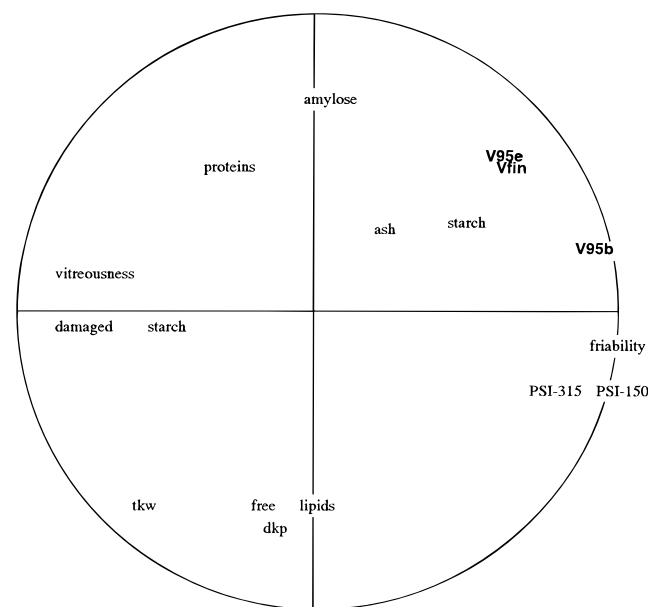 amylose
V95e
proteins
Vfin
ash
starch
V95b
vitreousness
damaged starch
friability
PSI-315
PSI-150
tkw
free lipids
dkp